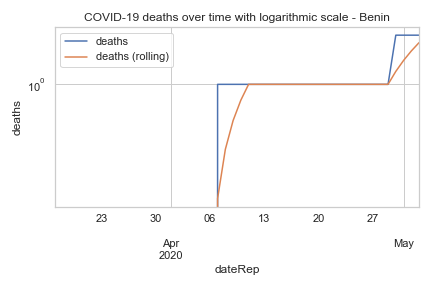 COVID-19 deaths over time with logarithmic scale - Benin
deaths
deaths (rolling)
10⁰
deaths
23 30 06 13 20 27
Apr May
2020
dateRep